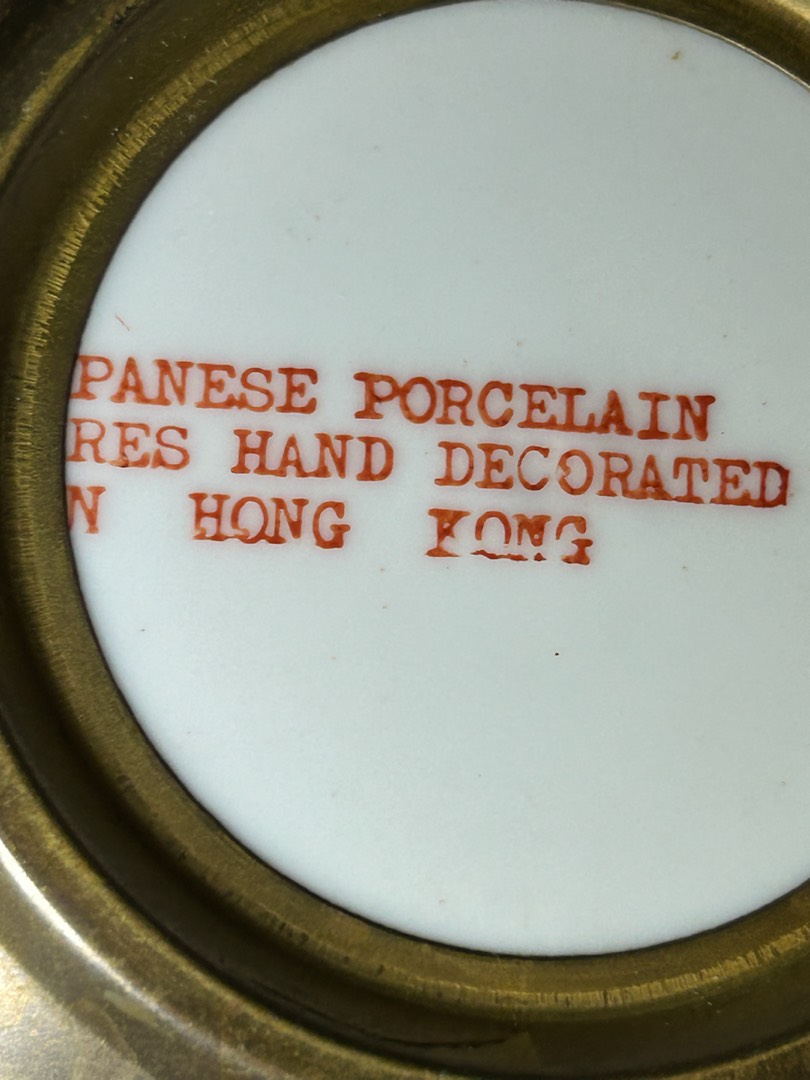 PANESE PORCELAIN
RES HAND DECORATED
N HONG KONG